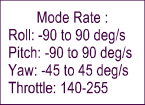 Mode Rate :
Roll: -90 to 90 deg/s
Pitch: -90 to 90 deg/s
Yaw: -45 to 45 deg/s
Throttle: 140-255